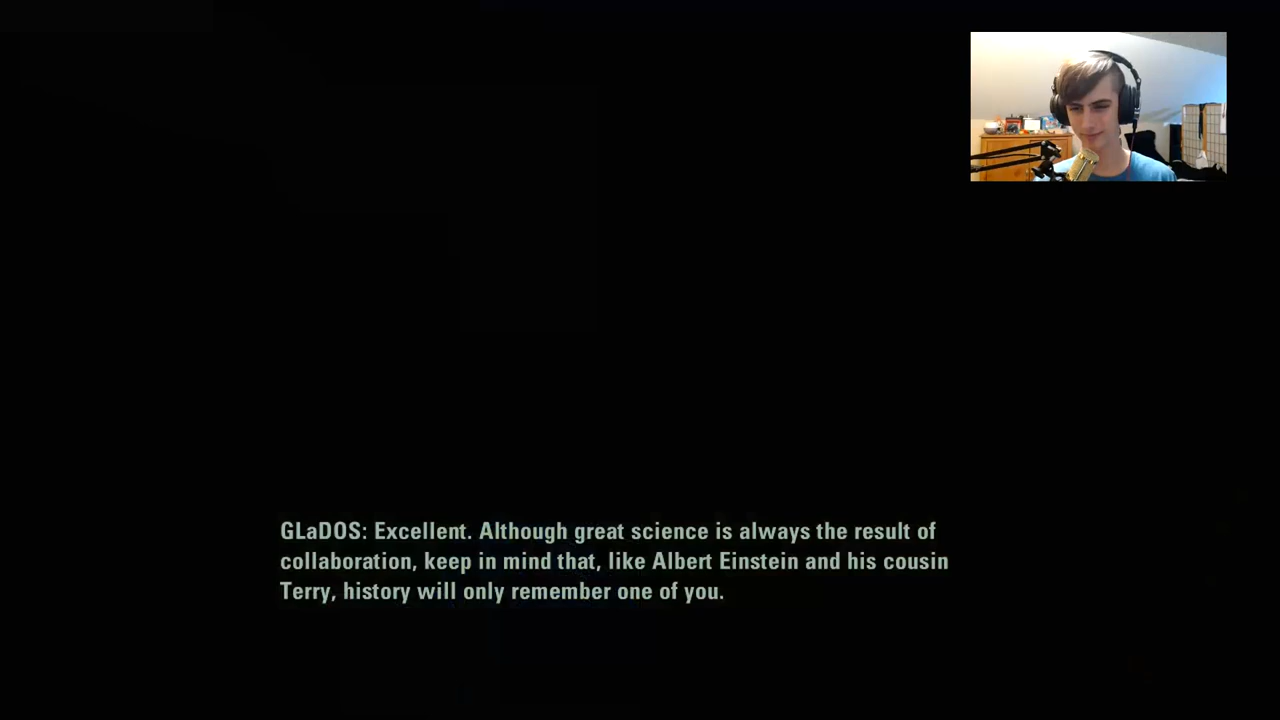 GLaDOS: Excellent. Although great science is always the result of
collaboration, keep in mind that, like Albert Einstein and his cousin
Terry, history will only remember one of you.